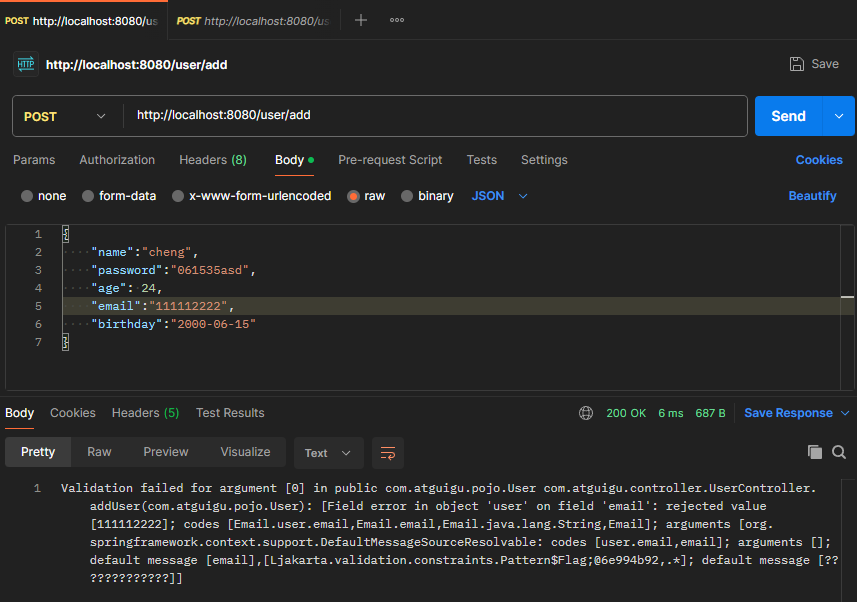 POST http://localhost:8080/us POST http://localhost:8080/us
HTTP http://localhost:8080/user/add Save
POST http://localhost:8080/user/add Send
Params Authorization Headers (8) Body Pre-request Script Tests Settings Cookies
none form-data x-www-form-urlencoded raw binary JSON Beautify
1 {
2 ····"name":"cheng",
3 ····"password":"061535asd",
4 ····"age":·24,
5 ····"email":"111112222",
6 ····"birthday":"2000-06-15"
7 }
Body Cookies Headers (5) Test Results 200 OK 6 ms 687 B Save Response
Pretty Raw Preview Visualize Text
1 Validation failed for argument [0] in public com.atguigu.pojo.User com.atguigu.controller.UserController.
addUser(com.atguigu.pojo.User): [Field error in object 'user' on field 'email': rejected value
[111112222]; codes [Email.user.email,Email.email,Email.java.lang.String,Email]; arguments [org.
springframework.context.support.DefaultMessageSourceResolvable: codes [user.email,email]; arguments [];
default message [email],[Ljakarta.validation.constraints.Pattern$Flag;@6e994b92,.*]; default message [??
???????????]]